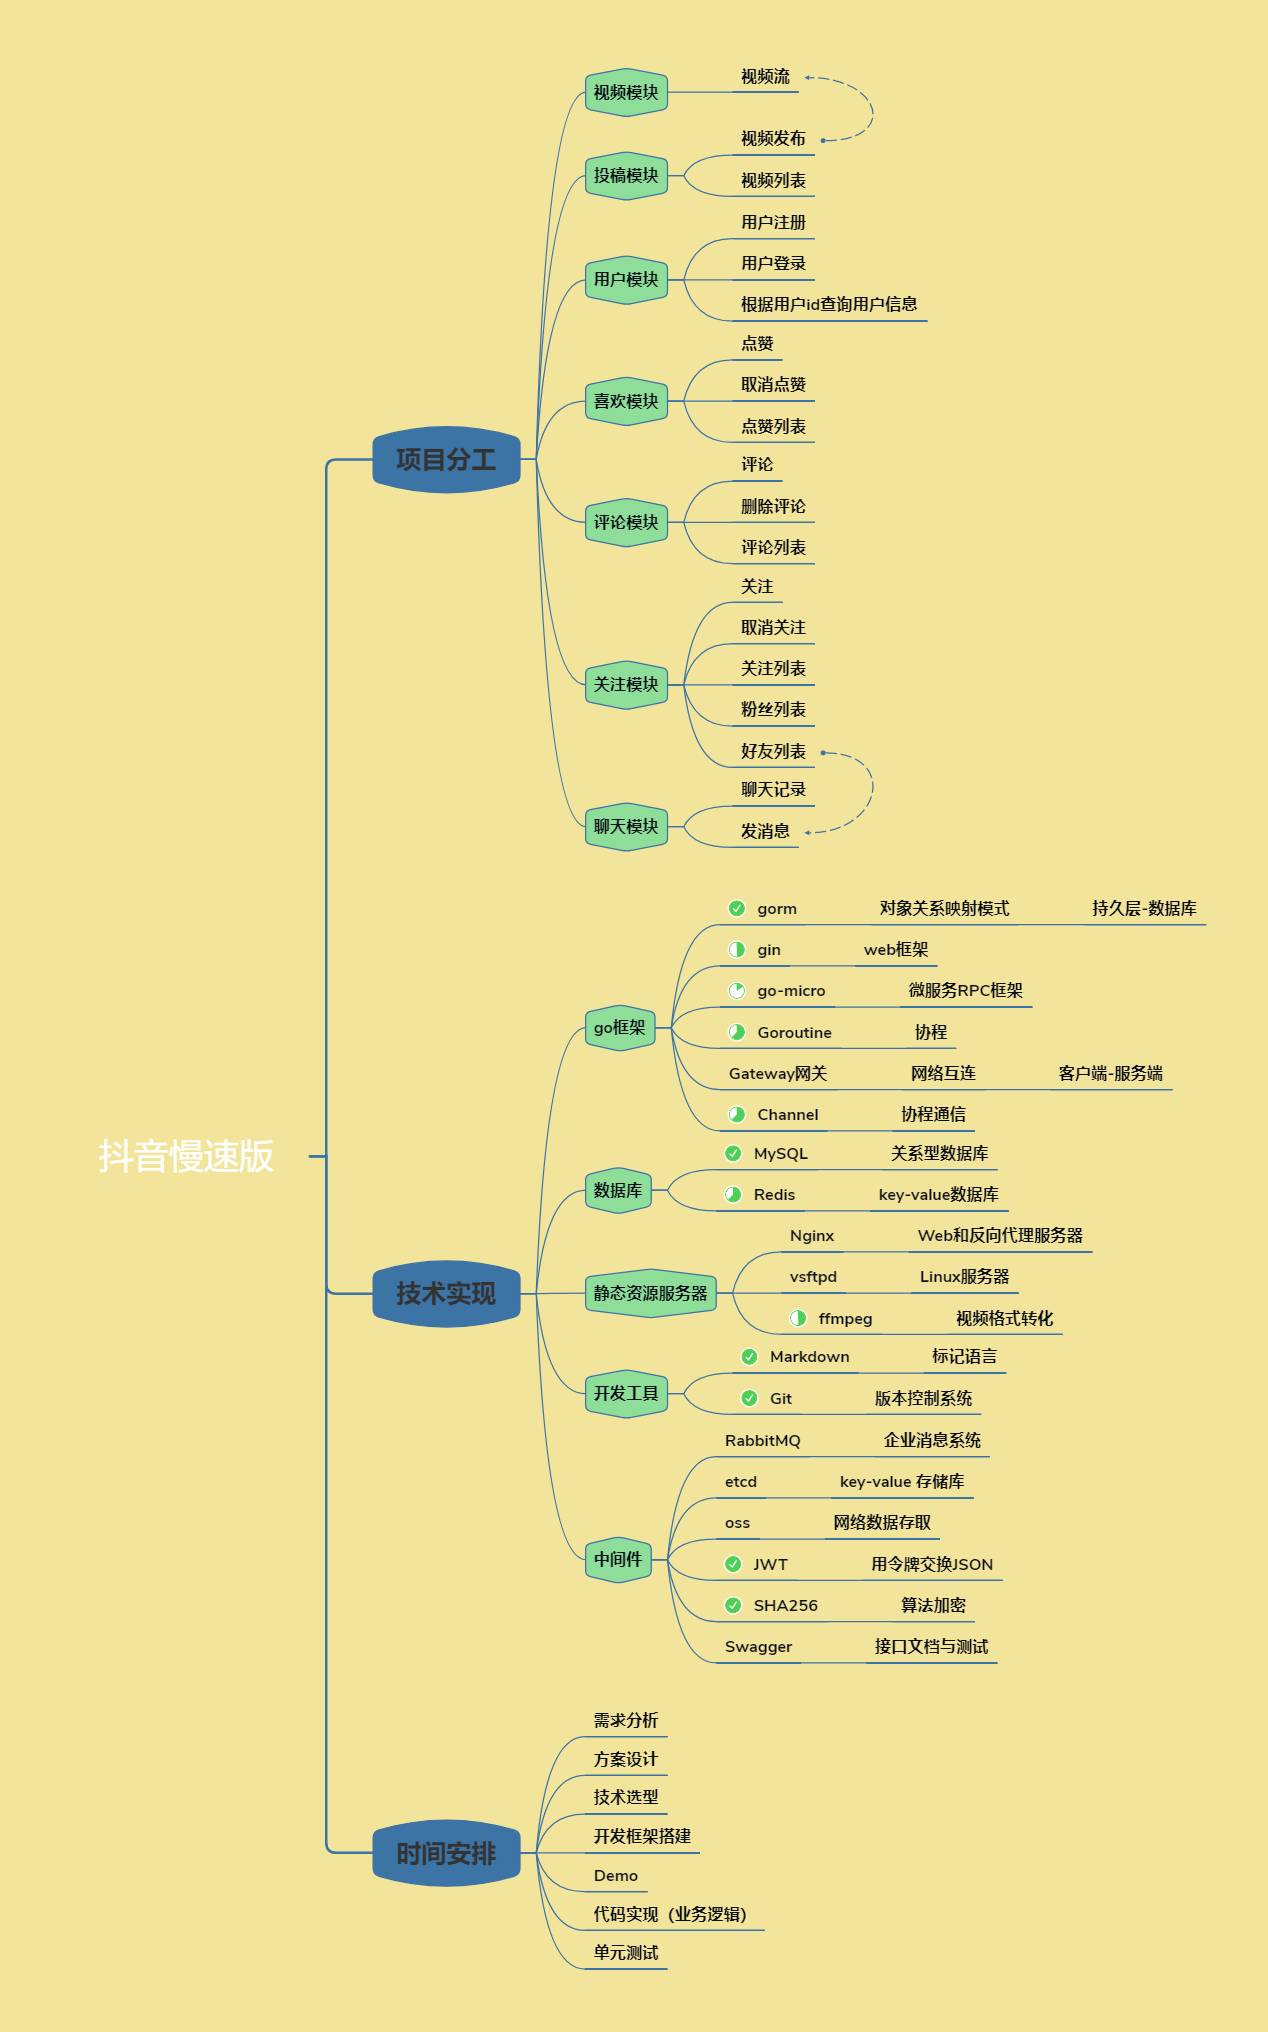 抖音慢速版
项目分工
视频模块
视频流
投稿模块
视频发布
视频列表
用户模块
用户注册
用户登录
根据用户id查询用户信息
喜欢模块
点赞
取消点赞
点赞列表
评论模块
评论
删除评论
评论列表
关注模块
关注
取消关注
关注列表
粉丝列表
好友列表
聊天模块
聊天记录
发消息
技术实现
go框架
gorm 对象关系映射模式 持久层-数据库
gin web框架
go-micro 微服务RPC框架
Goroutine 协程
Gateway网关 网络互连 客户端-服务端
Channel 协程通信
数据库
MySQL 关系型数据库
Redis key-value数据库
静态资源服务器
Nginx Web和反向代理服务器
vsftpd Linux服务器
ffmpeg 视频格式转化
开发工具
Markdown 标记语言
Git 版本控制系统
中间件
RabbitMQ 企业消息系统
etcd key-value 存储库
oss 网络数据存取
JWT 用令牌交换JSON
SHA256 算法加密
Swagger 接口文档与测试
时间安排
需求分析
方案设计
技术选型
开发框架搭建
Demo
代码实现（业务逻辑）
单元测试